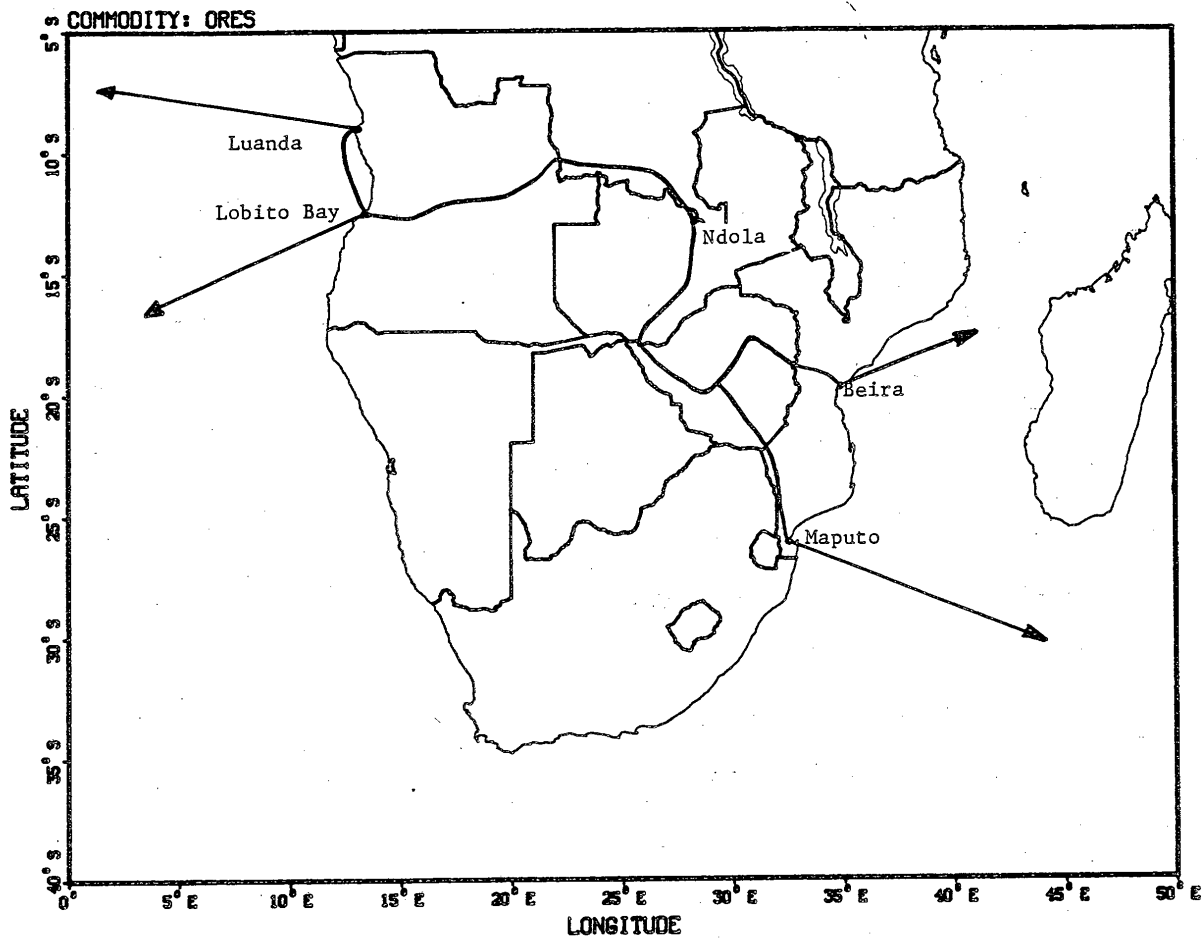 COMMODITY: ORES
5° S
10° S
15° S
20° S
25° S
30° S
35° S
40° S
LATITUDE
Luanda
Lobito Bay
Ndola
Beira
Maputo
0° 5° E 10° E 15° E 20° E 25° E 30° E 35° E 40° E 45° E 50° E
LONGITUDE